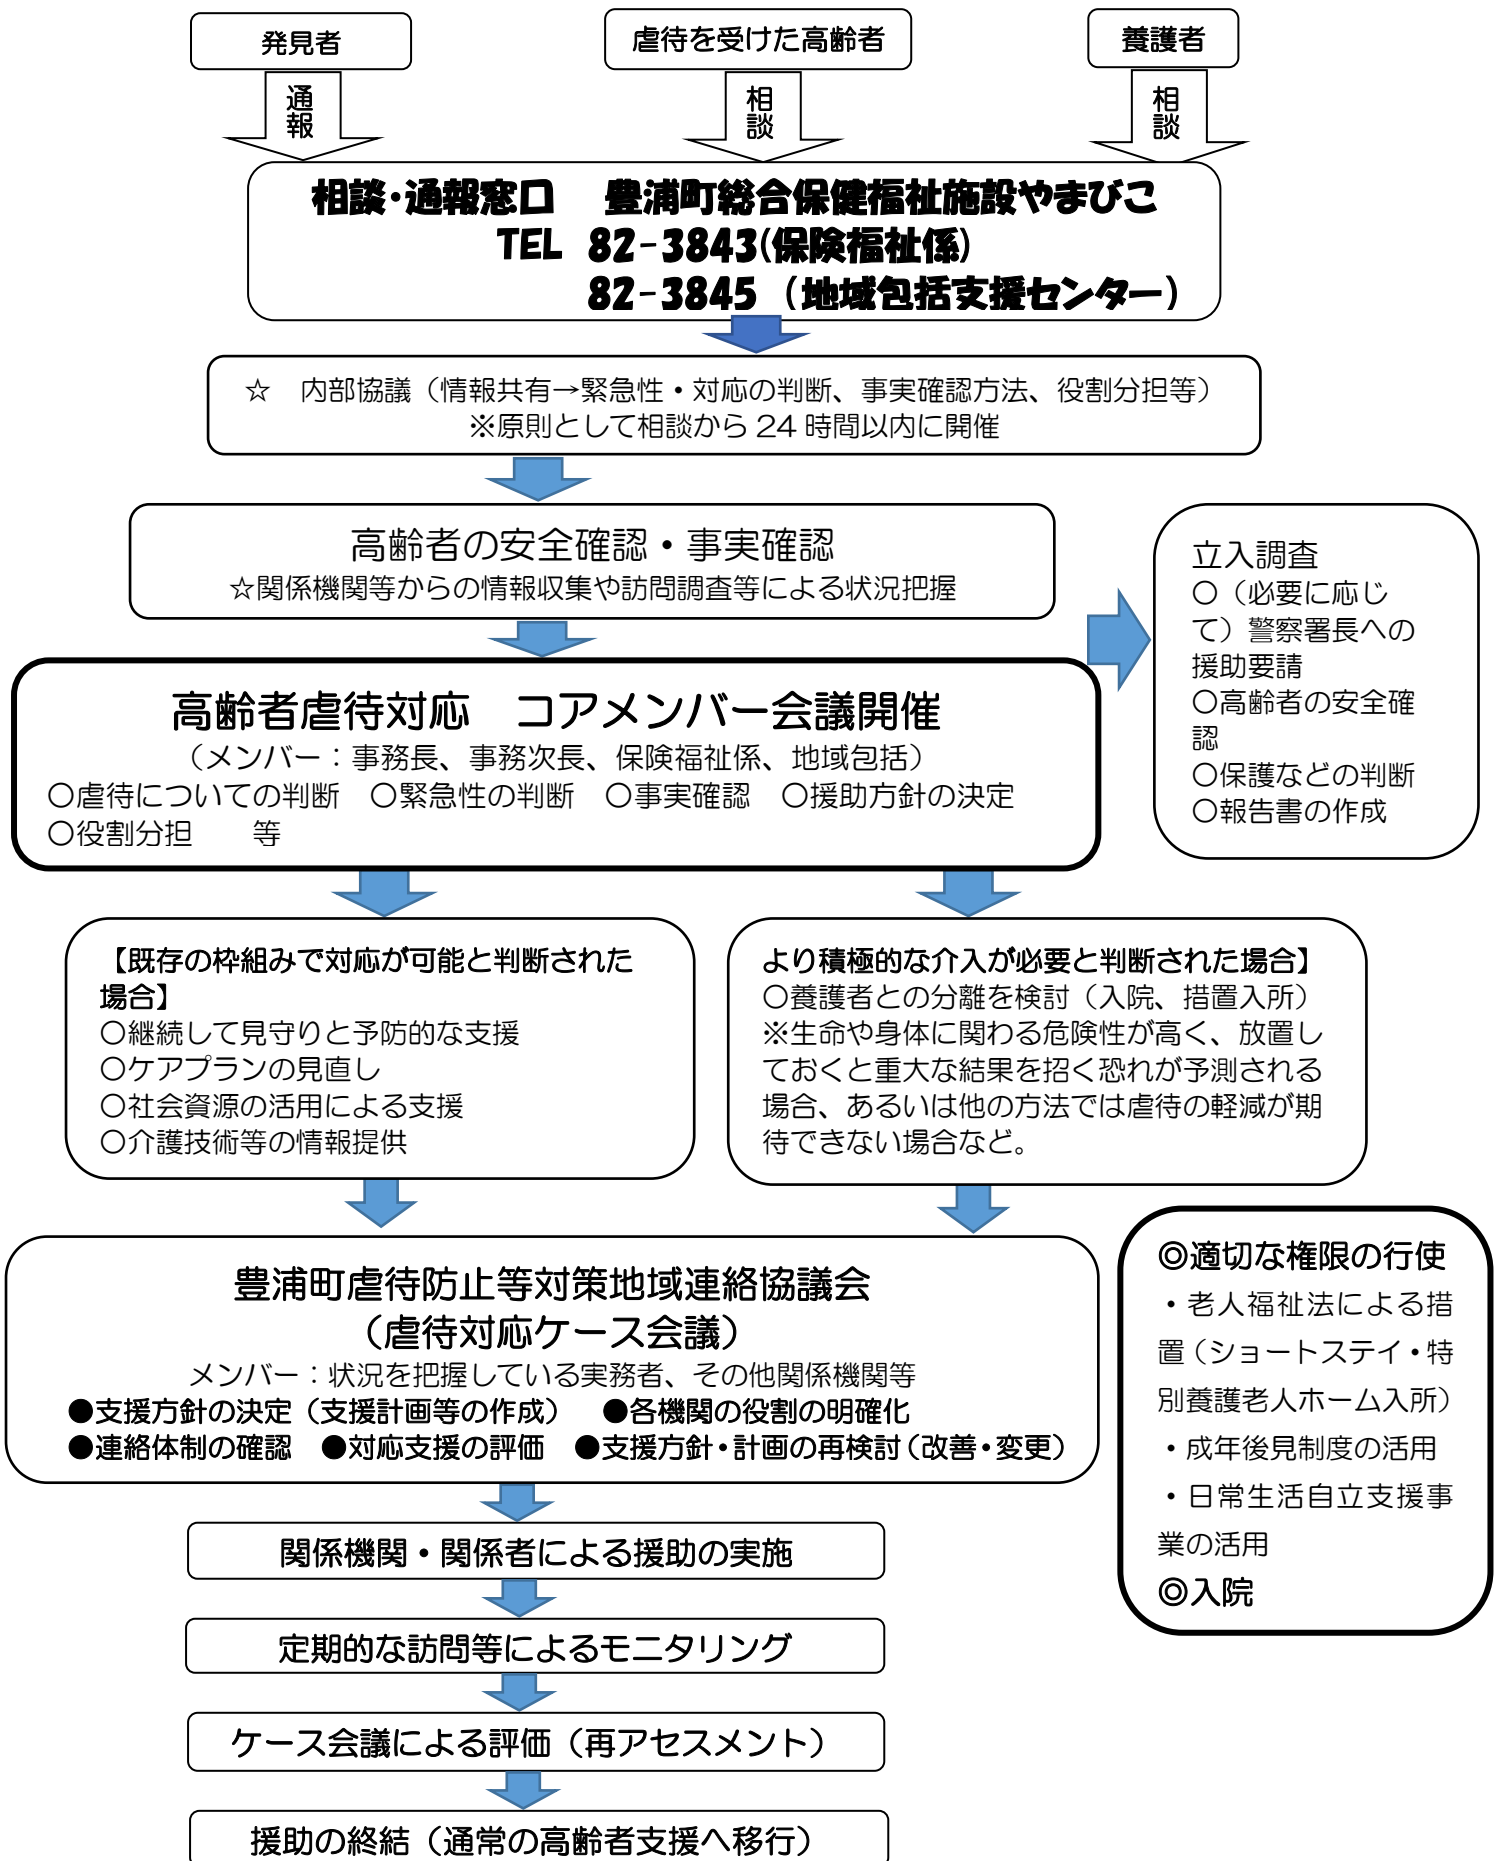 発見者
虐待を受けた高齢者
養護者
通報
相談
相談
相談・通報窓口　豊浦町総合保健福祉施設やまびこ
TEL 82-3843(保険福祉係)
82-3845（地域包括支援センター）
☆　内部協議（情報共有→緊急性・対応の判断、事実確認方法、役割分担等）
※原則として相談から 24 時間以内に開催
高齢者の安全確認・事実確認
☆関係機関等からの情報収集や訪問調査等による状況把握
立入調査
〇（必要に応じ
て）警察署長への
援助要請
〇高齢者の安全確
認
〇保護などの判断
〇報告書の作成
高齢者虐待対応　コアメンバー会議開催
（メンバー：事務長、事務次長、保険福祉係、地域包括）
〇虐待についての判断　〇緊急性の判断　〇事実確認　〇援助方針の決定
〇役割分担　　等
【既存の枠組みで対応が可能と判断された
場合】
〇継続して見守りと予防的な支援
〇ケアプランの見直し
〇社会資源の活用による支援
〇介護技術等の情報提供
より積極的な介入が必要と判断された場合】
〇養護者との分離を検討（入院、措置入所）
※生命や身体に関わる危険性が高く、放置し
ておくと重大な結果を招く恐れが予測される
場合、あるいは他の方法では虐待の軽減が期
待できない場合など。
豊浦町虐待防止等対策地域連絡協議会
（虐待対応ケース会議）
メンバー：状況を把握している実務者、その他関係機関等
●支援方針の決定（支援計画等の作成）　●各機関の役割の明確化
●連絡体制の確認　●対応支援の評価　●支援方針・計画の再検討（改善・変更）
◎適切な権限の行使
・老人福祉法による措
置（ショートステイ・特
別養護老人ホーム入所）
・成年後見制度の活用
・日常生活自立支援事
業の活用
◎入院
関係機関・関係者による援助の実施
定期的な訪問等によるモニタリング
ケース会議による評価（再アセスメント）
援助の終結（通常の高齢者支援へ移行）